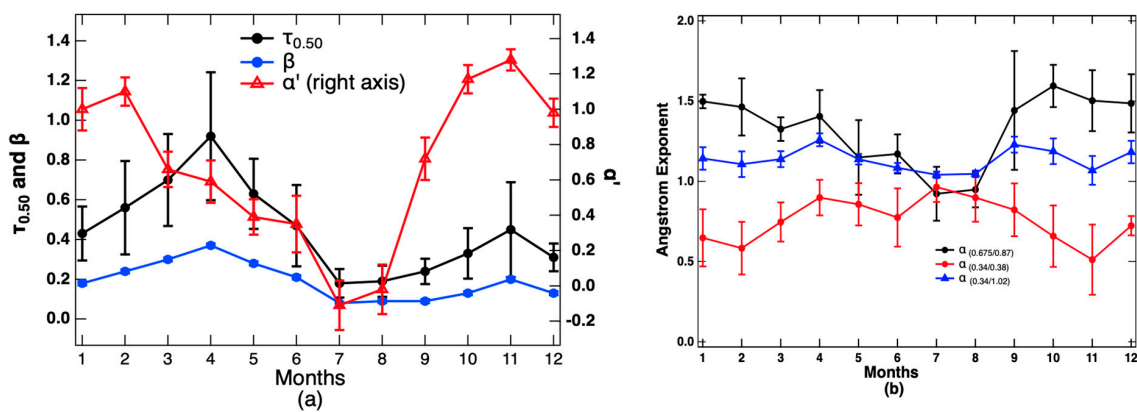 τ0.50
β
α' (right axis)
τ0.50 and β
1.4
1.2
1.0
0.8
0.6
0.4
0.2
0.0
1.4
1.2
1.0
0.8
0.6
0.4
0.2
0.0
-0.2
α'
1 2 3 4 5 6 7 8 9 10 11 12
Months
(a)
Angstrom Exponent
2.0
1.5
1.0
0.5
0.0
α (0.675/0.87)
α (0.34/0.38)
α (0.34/1.02)
1 2 3 4 5 6 7 8 9 10 11 12
Months
(b)